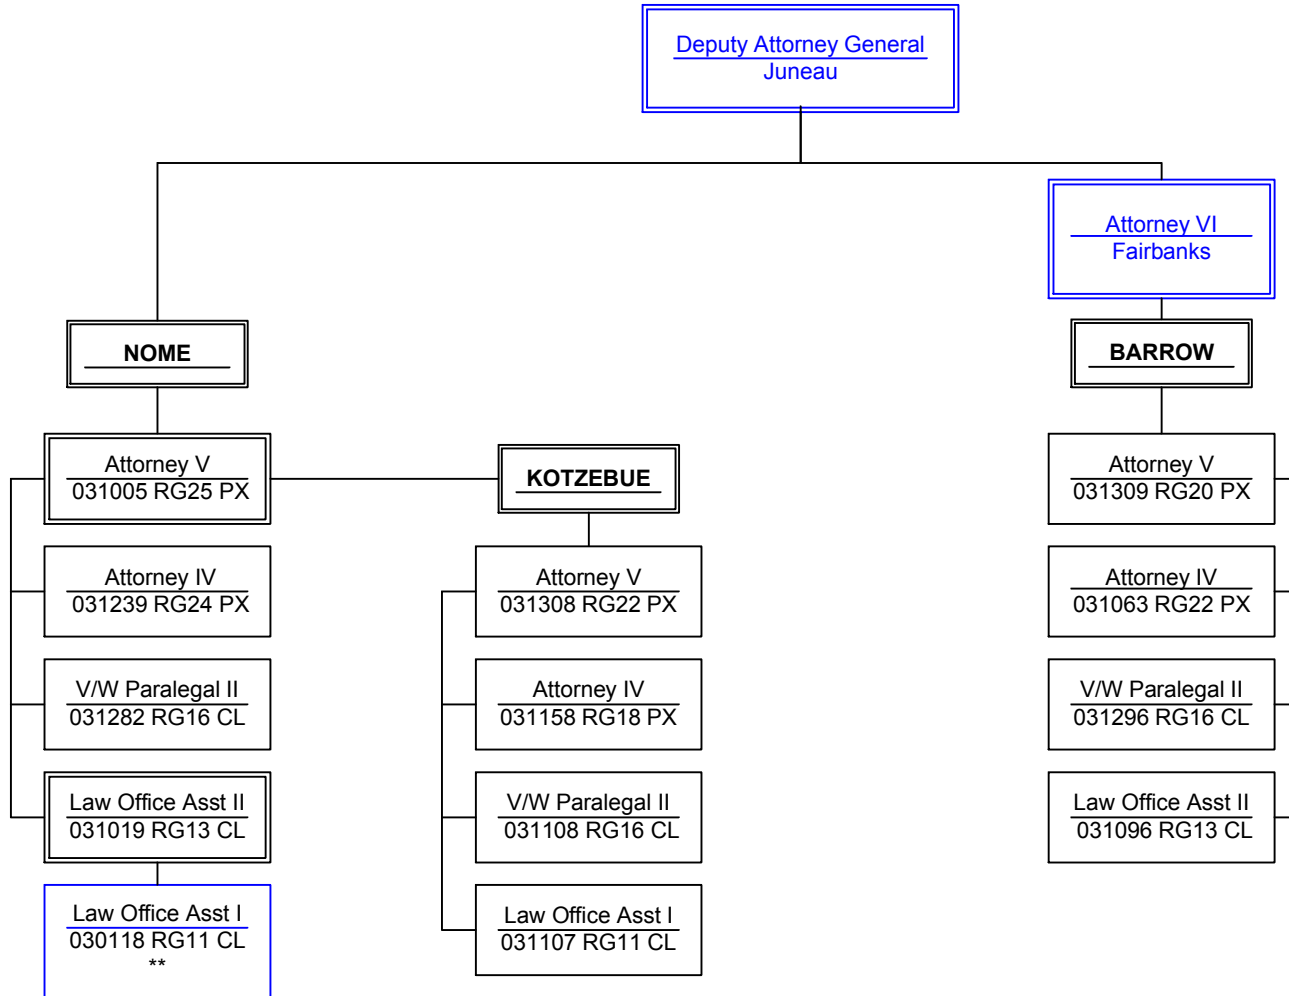 Deputy Attorney General
Juneau
Attorney VI
Fairbanks
NOME
BARROW
Attorney V
031005 RG25 PX
KOTZEBUE
Attorney V
031309 RG20 PX
Attorney IV
031239 RG24 PX
Attorney V
031308 RG22 PX
Attorney IV
031063 RG22 PX
V/W Paralegal II
031282 RG16 CL
Attorney IV
031158 RG18 PX
V/W Paralegal II
031296 RG16 CL
Law Office Asst II
031019 RG13 CL
V/W Paralegal II
031108 RG16 CL
Law Office Asst II
031096 RG13 CL
Law Office Asst I
030118 RG11 CL
**
Law Office Asst I
031107 RG11 CL